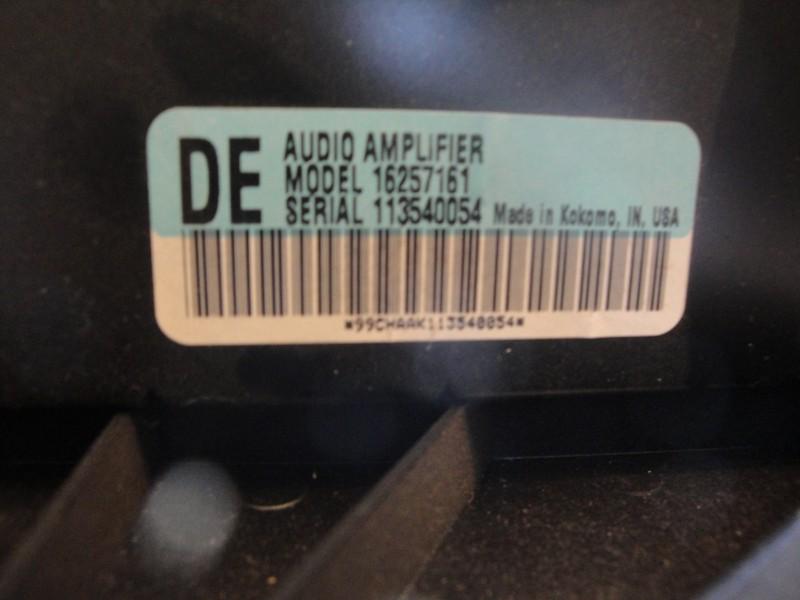 DE
AUDIO AMPLIFIER
MODEL 16257161
SERIAL 113540054 Made in Kokomo, IN. USA
*99CHAAK113540054*